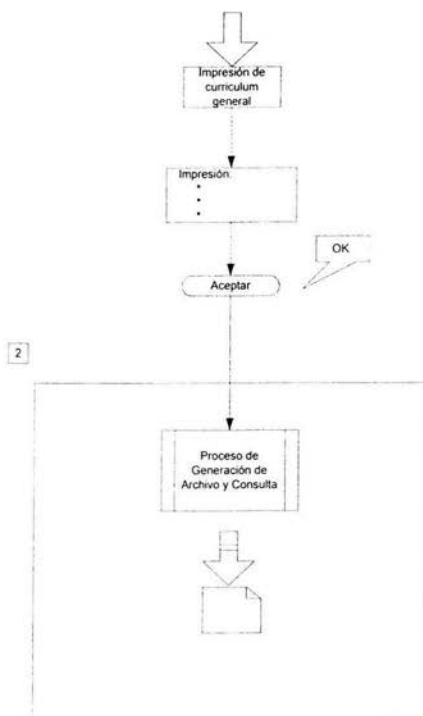 Impresión de
curriculum
general
Impresión:
OK
Aceptar
2
Proceso de
Generación de
Archivo y Consulta